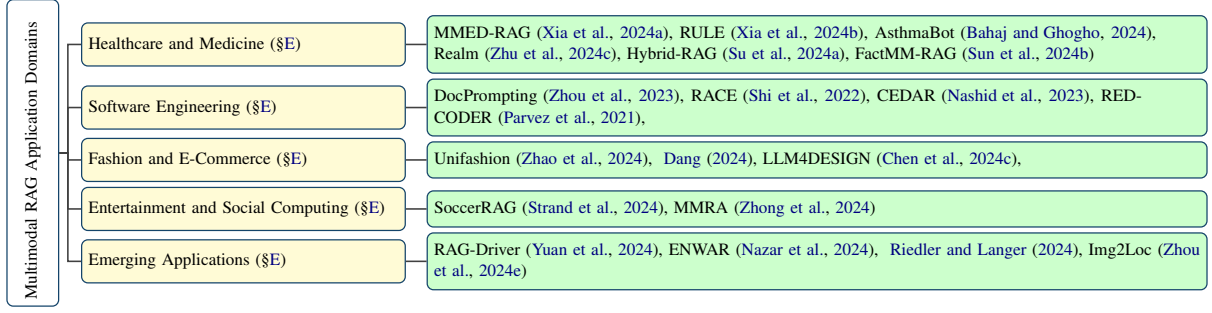 Multimodal RAG Application Domains
Healthcare and Medicine (§E)
MMED-RAG (Xia et al., 2024a), RULE (Xia et al., 2024b), AsthmaBot (Bahaj and Ghogho, 2024),
Realm (Zhu et al., 2024c), Hybrid-RAG (Su et al., 2024a), FactMM-RAG (Sun et al., 2024b)
Software Engineering (§E)
DocPrompting (Zhou et al., 2023), RACE (Shi et al., 2022), CEDAR (Nashid et al., 2023), RED-
CODER (Parvez et al., 2021),
Fashion and E-Commerce (§E)
Unifashion (Zhao et al., 2024), Dang (2024), LLM4DESIGN (Chen et al., 2024c),
Entertainment and Social Computing (§E)
SoccerRAG (Strand et al., 2024), MMRA (Zhong et al., 2024)
Emerging Applications (§E)
RAG-Driver (Yuan et al., 2024), ENWAR (Nazar et al., 2024), Riedler and Langer (2024), Img2Loc (Zhou
et al., 2024e)